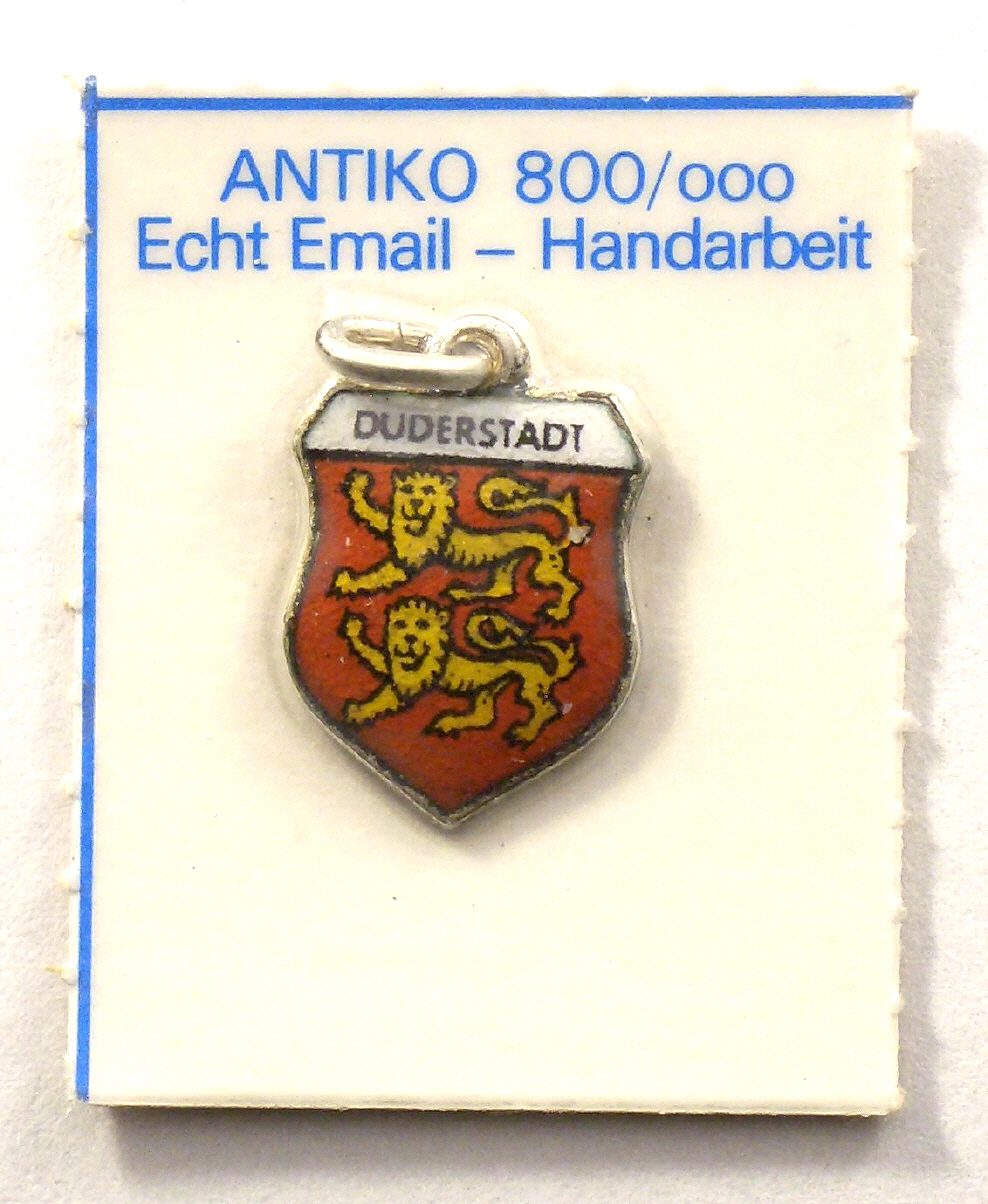 ANTIKO 800/ooo
Echt Email – Handarbeit
DUDERSTADT